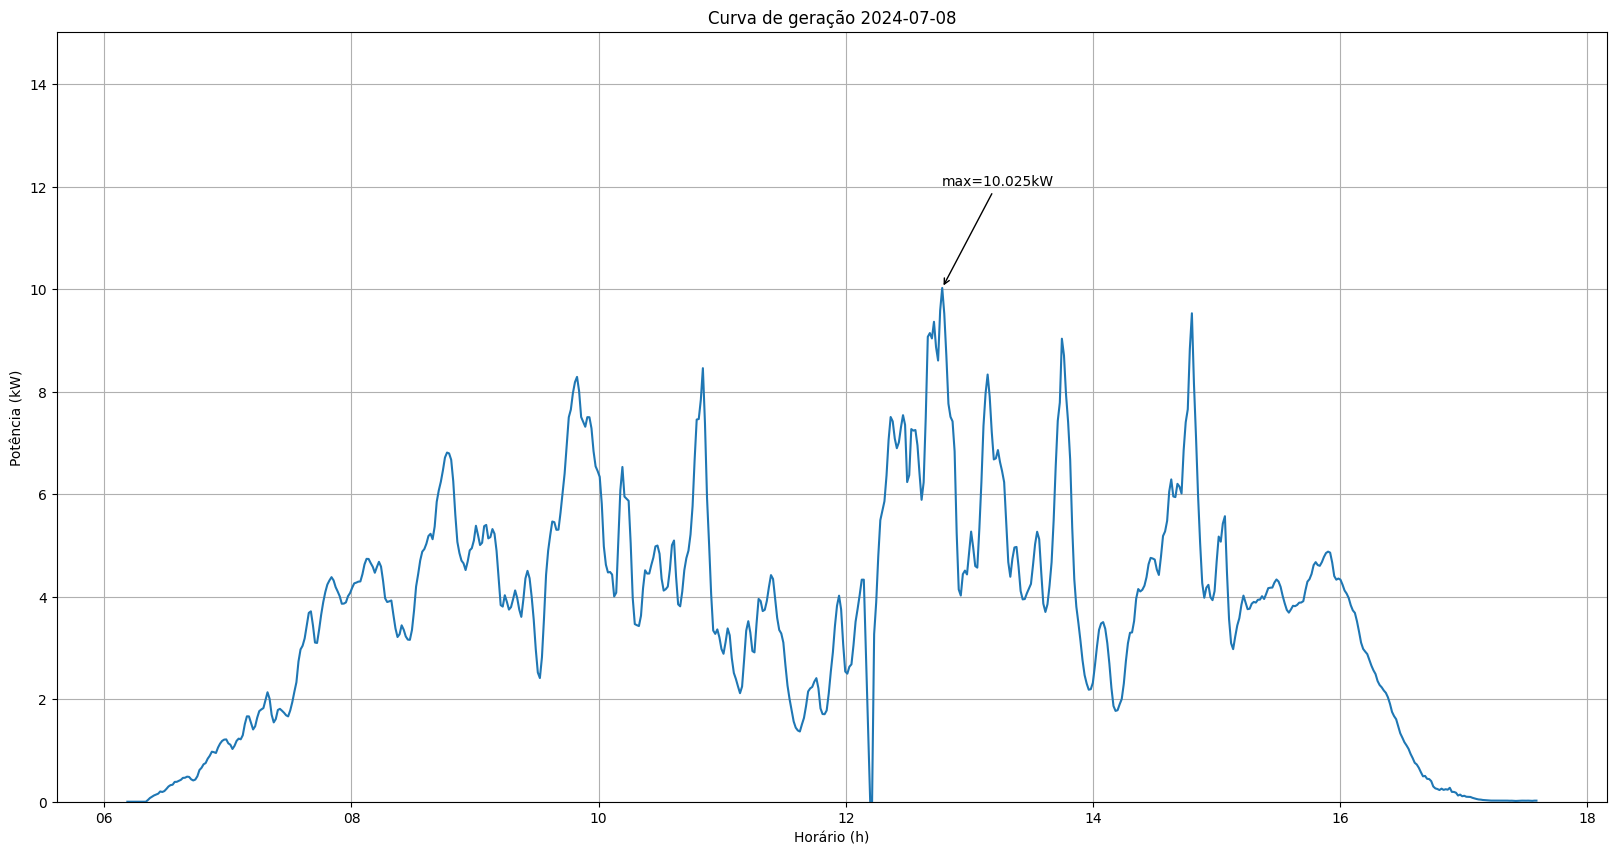 Curva de geração 2024-07-08
14
12
10
8
6
4
2
0
Potência (kW)
max=10.025kW
06 08 10 12 14 16 18
Horário (h)